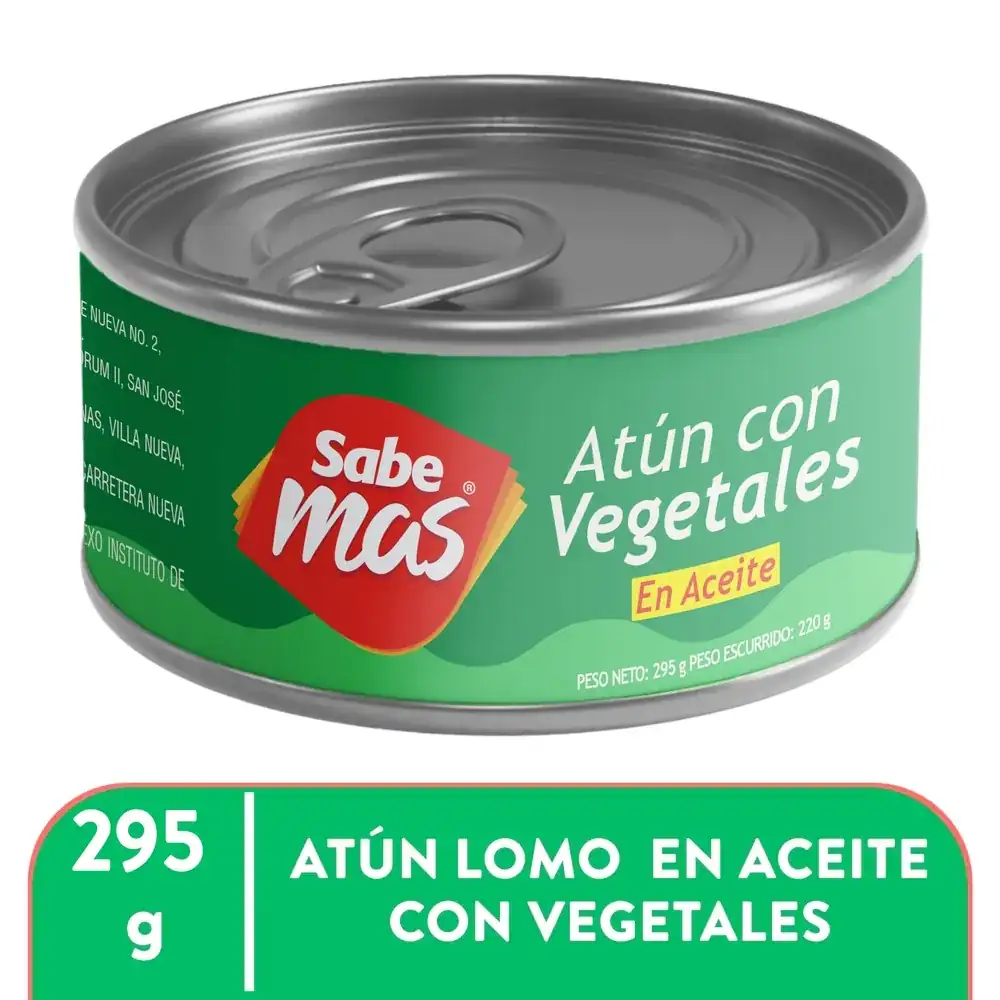 E NUEVA NO. 2,
RUM II, SAN JOSÉ,
NAS, VILLA NUEVA,
CARRETERA NUEVA
EXO INSTITUTO DE
Sabe
mas®
Atún con
Vegetales
En Aceite
PESO NETO: 295 g PESO ESCURRIDO: 220 g
295
g
ATÚN LOMO EN ACEITE
CON VEGETALES